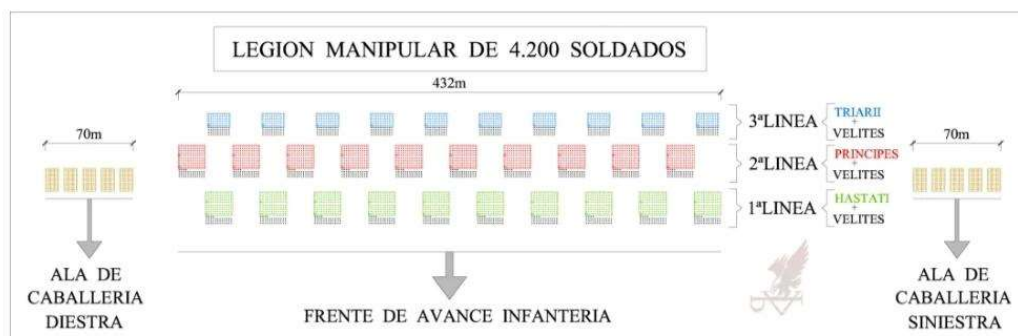 LEGION MANIPULAR DE 4.200 SOLDADOS
432m
70m
70m
3ªLINEA
TRIARII
+
VELITES
2ªLINEA
PRINCIPES
+
VELITES
1ªLINEA
HASTATI
+
VELITES
ALA DE
CABALLERIA
DIESTRA
FRENTE DE AVANCE INFANTERIA
ALA DE
CABALLERIA
SINIESTRA